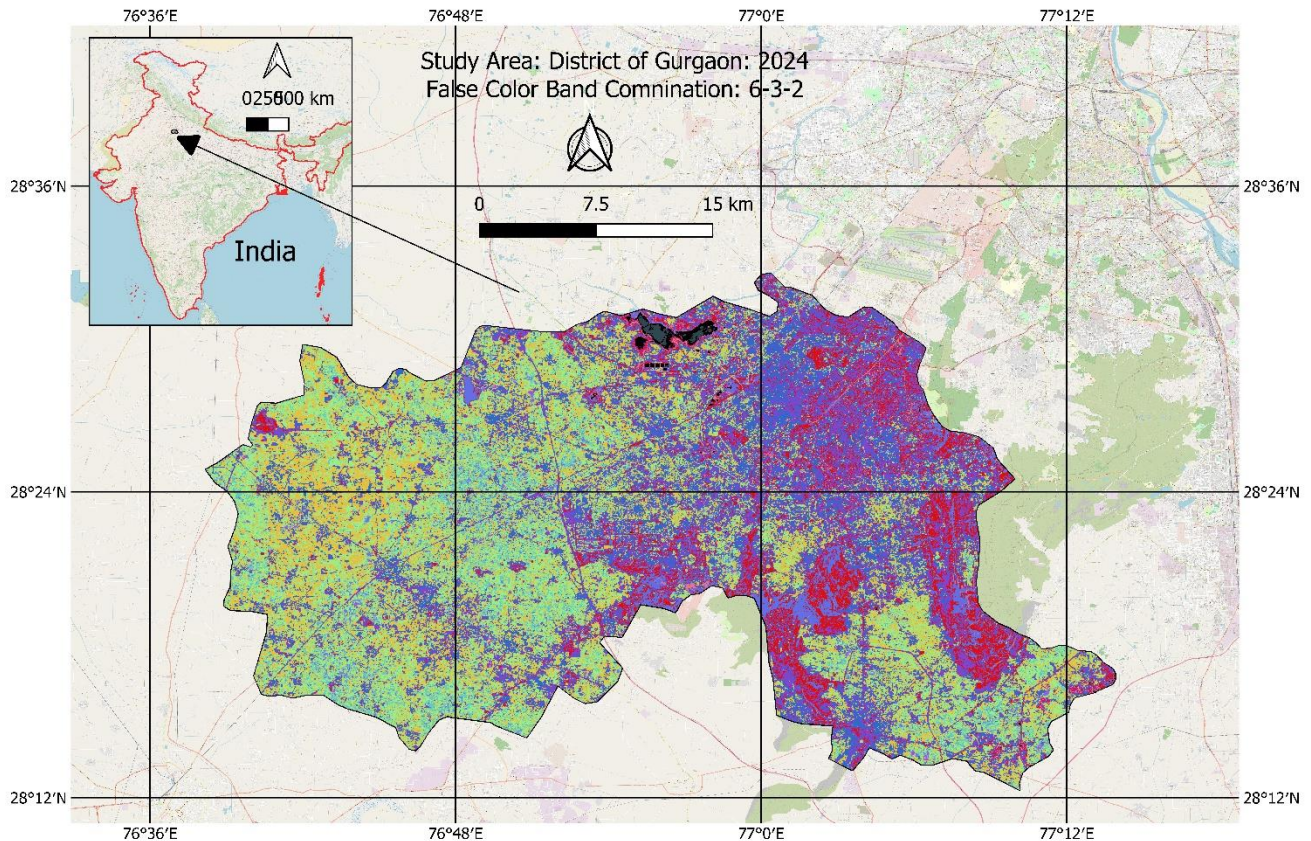 76°36′E 76°48′E 77°0′E 77°12′E
Study Area: District of Gurgaon: 2024
False Color Band Comnination: 6-3-2
km
India
0 7.5 15 km
28°36′N 28°36′N
28°24′N 28°24′N
28°12′N 28°12′N
76°36′E 76°48′E 77°0′E 77°12′E